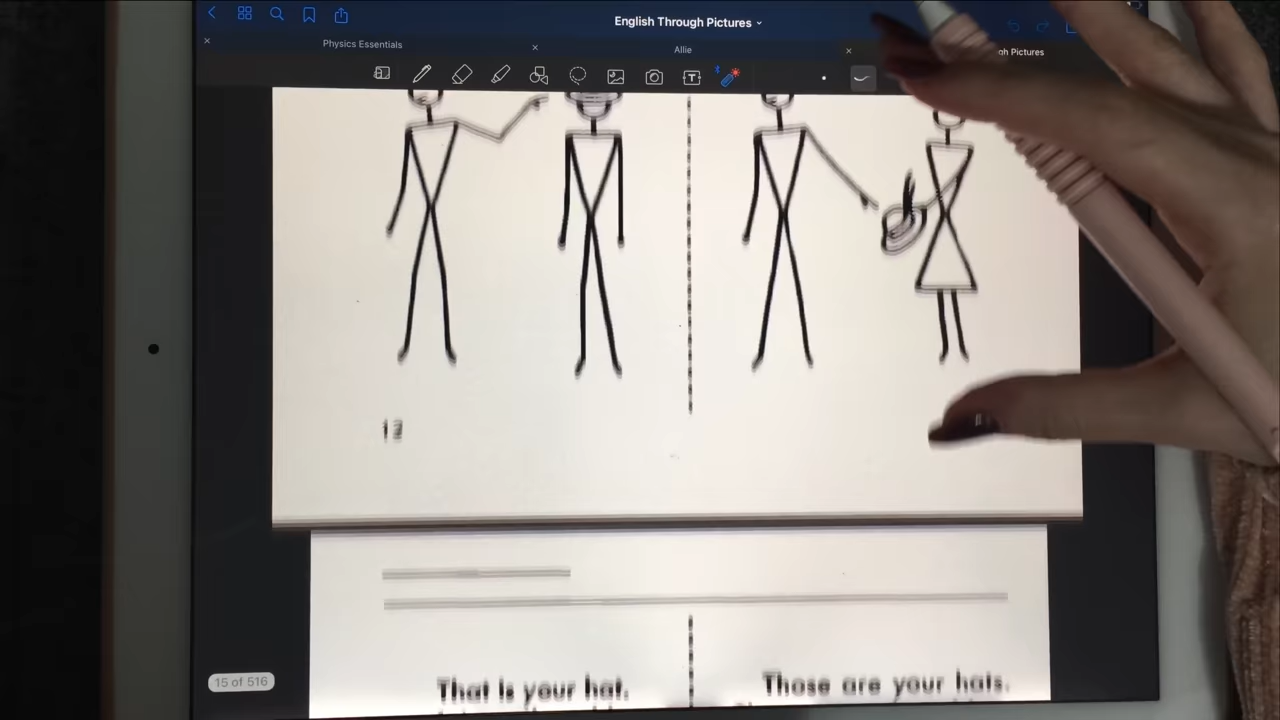 English Through Pictures
Physics Essentials
Allie
gh Pictures
T
12
15 of 516
That is your hat.
Those are your hats.